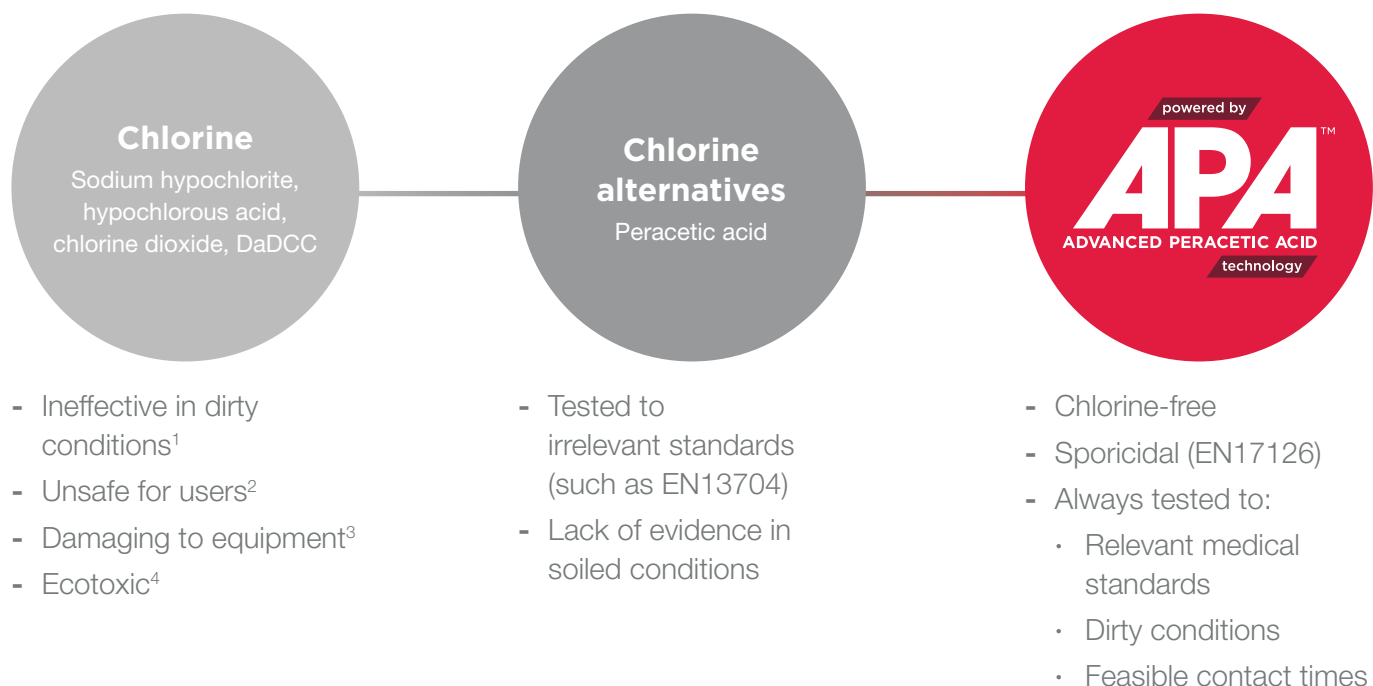 Chlorine
Sodium hypochlorite,
hypochlorous acid,
chlorine dioxide, DaDCC
Chlorine
alternatives
Peracetic acid
powered by
APA™
ADVANCED PERACETIC ACID
technology
- Ineffective in dirty
conditions¹
- Unsafe for users²
- Damaging to equipment³
- Ecotoxic⁴
- Tested to
irrelevant standards
(such as EN13704)
- Lack of evidence in
soiled conditions
- Chlorine-free
- Sporicidal (EN17126)
- Always tested to:
· Relevant medical
standards
· Dirty conditions
· Feasible contact times